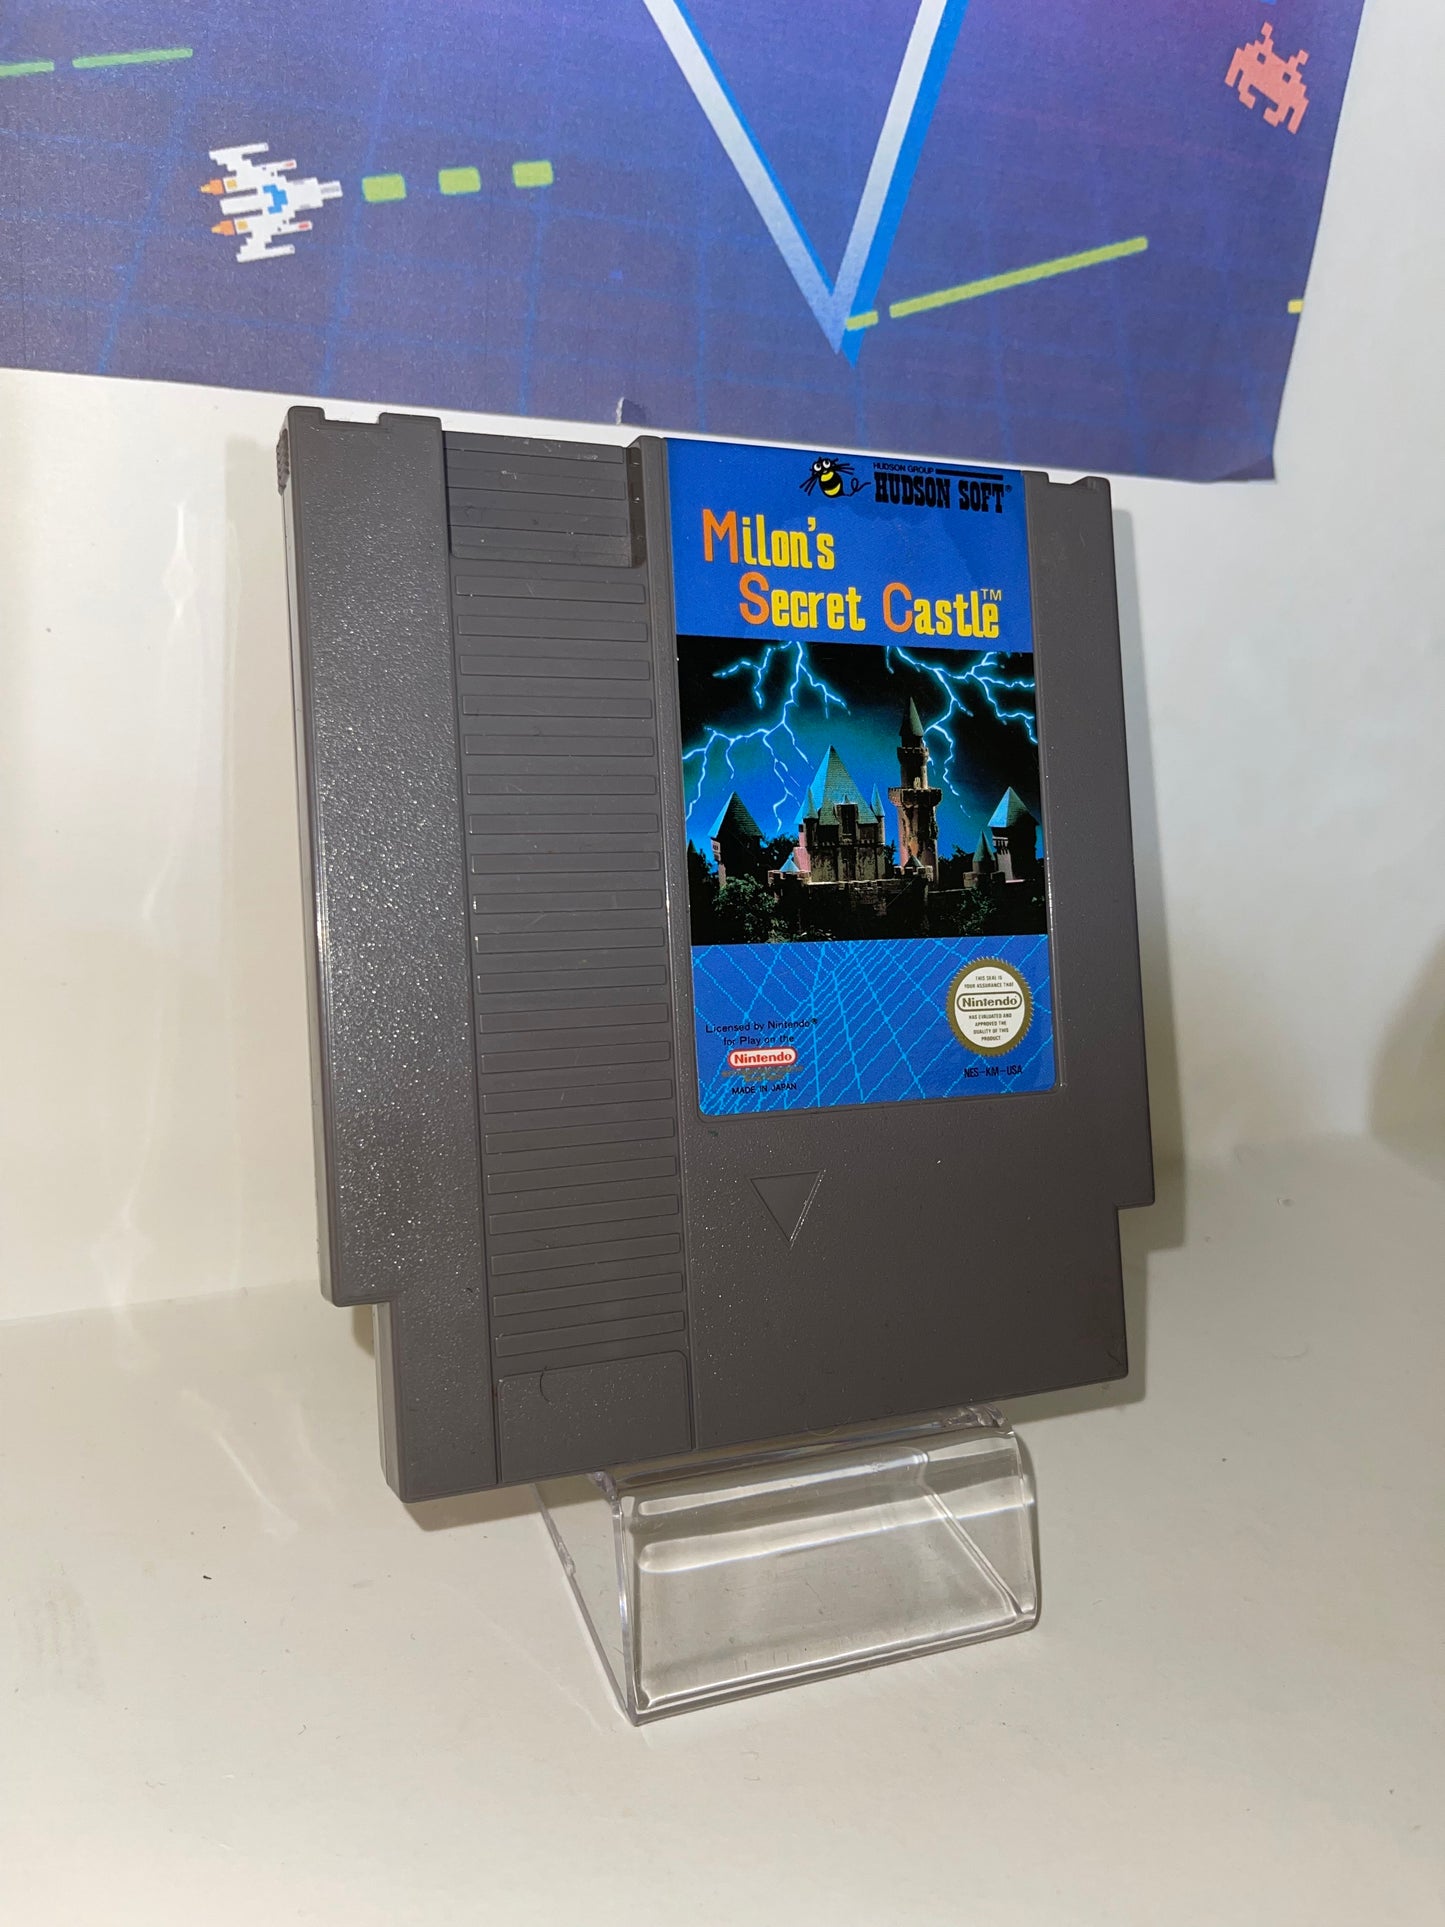 HUDSON GROUP
HUDSON SOFT®
Milon's
Secret Castle™
THIS SEAL IS
YOUR ASSURANCE THAT
Nintendo
HAS EVALUATED AND
APPROVED THE
QUALITY OF THIS
PRODUCT
Licensed by Nintendo®
for Play on the
Nintendo
MADE IN JAPAN
NES-KM-USA